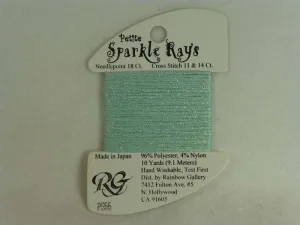 Petite
Sparkle Rays
Needlepoint 18 Ct. Cross Stitch 11 & 14 Ct.
Made in Japan
96% Polyester, 4% Nylon
10 Yards (9.1 Meters)
Hand Washable, Test First
Dist. by Rainbow Gallery
7412 Fulton Ave, #5
N. Hollywood
CA 91605
RG
PS55